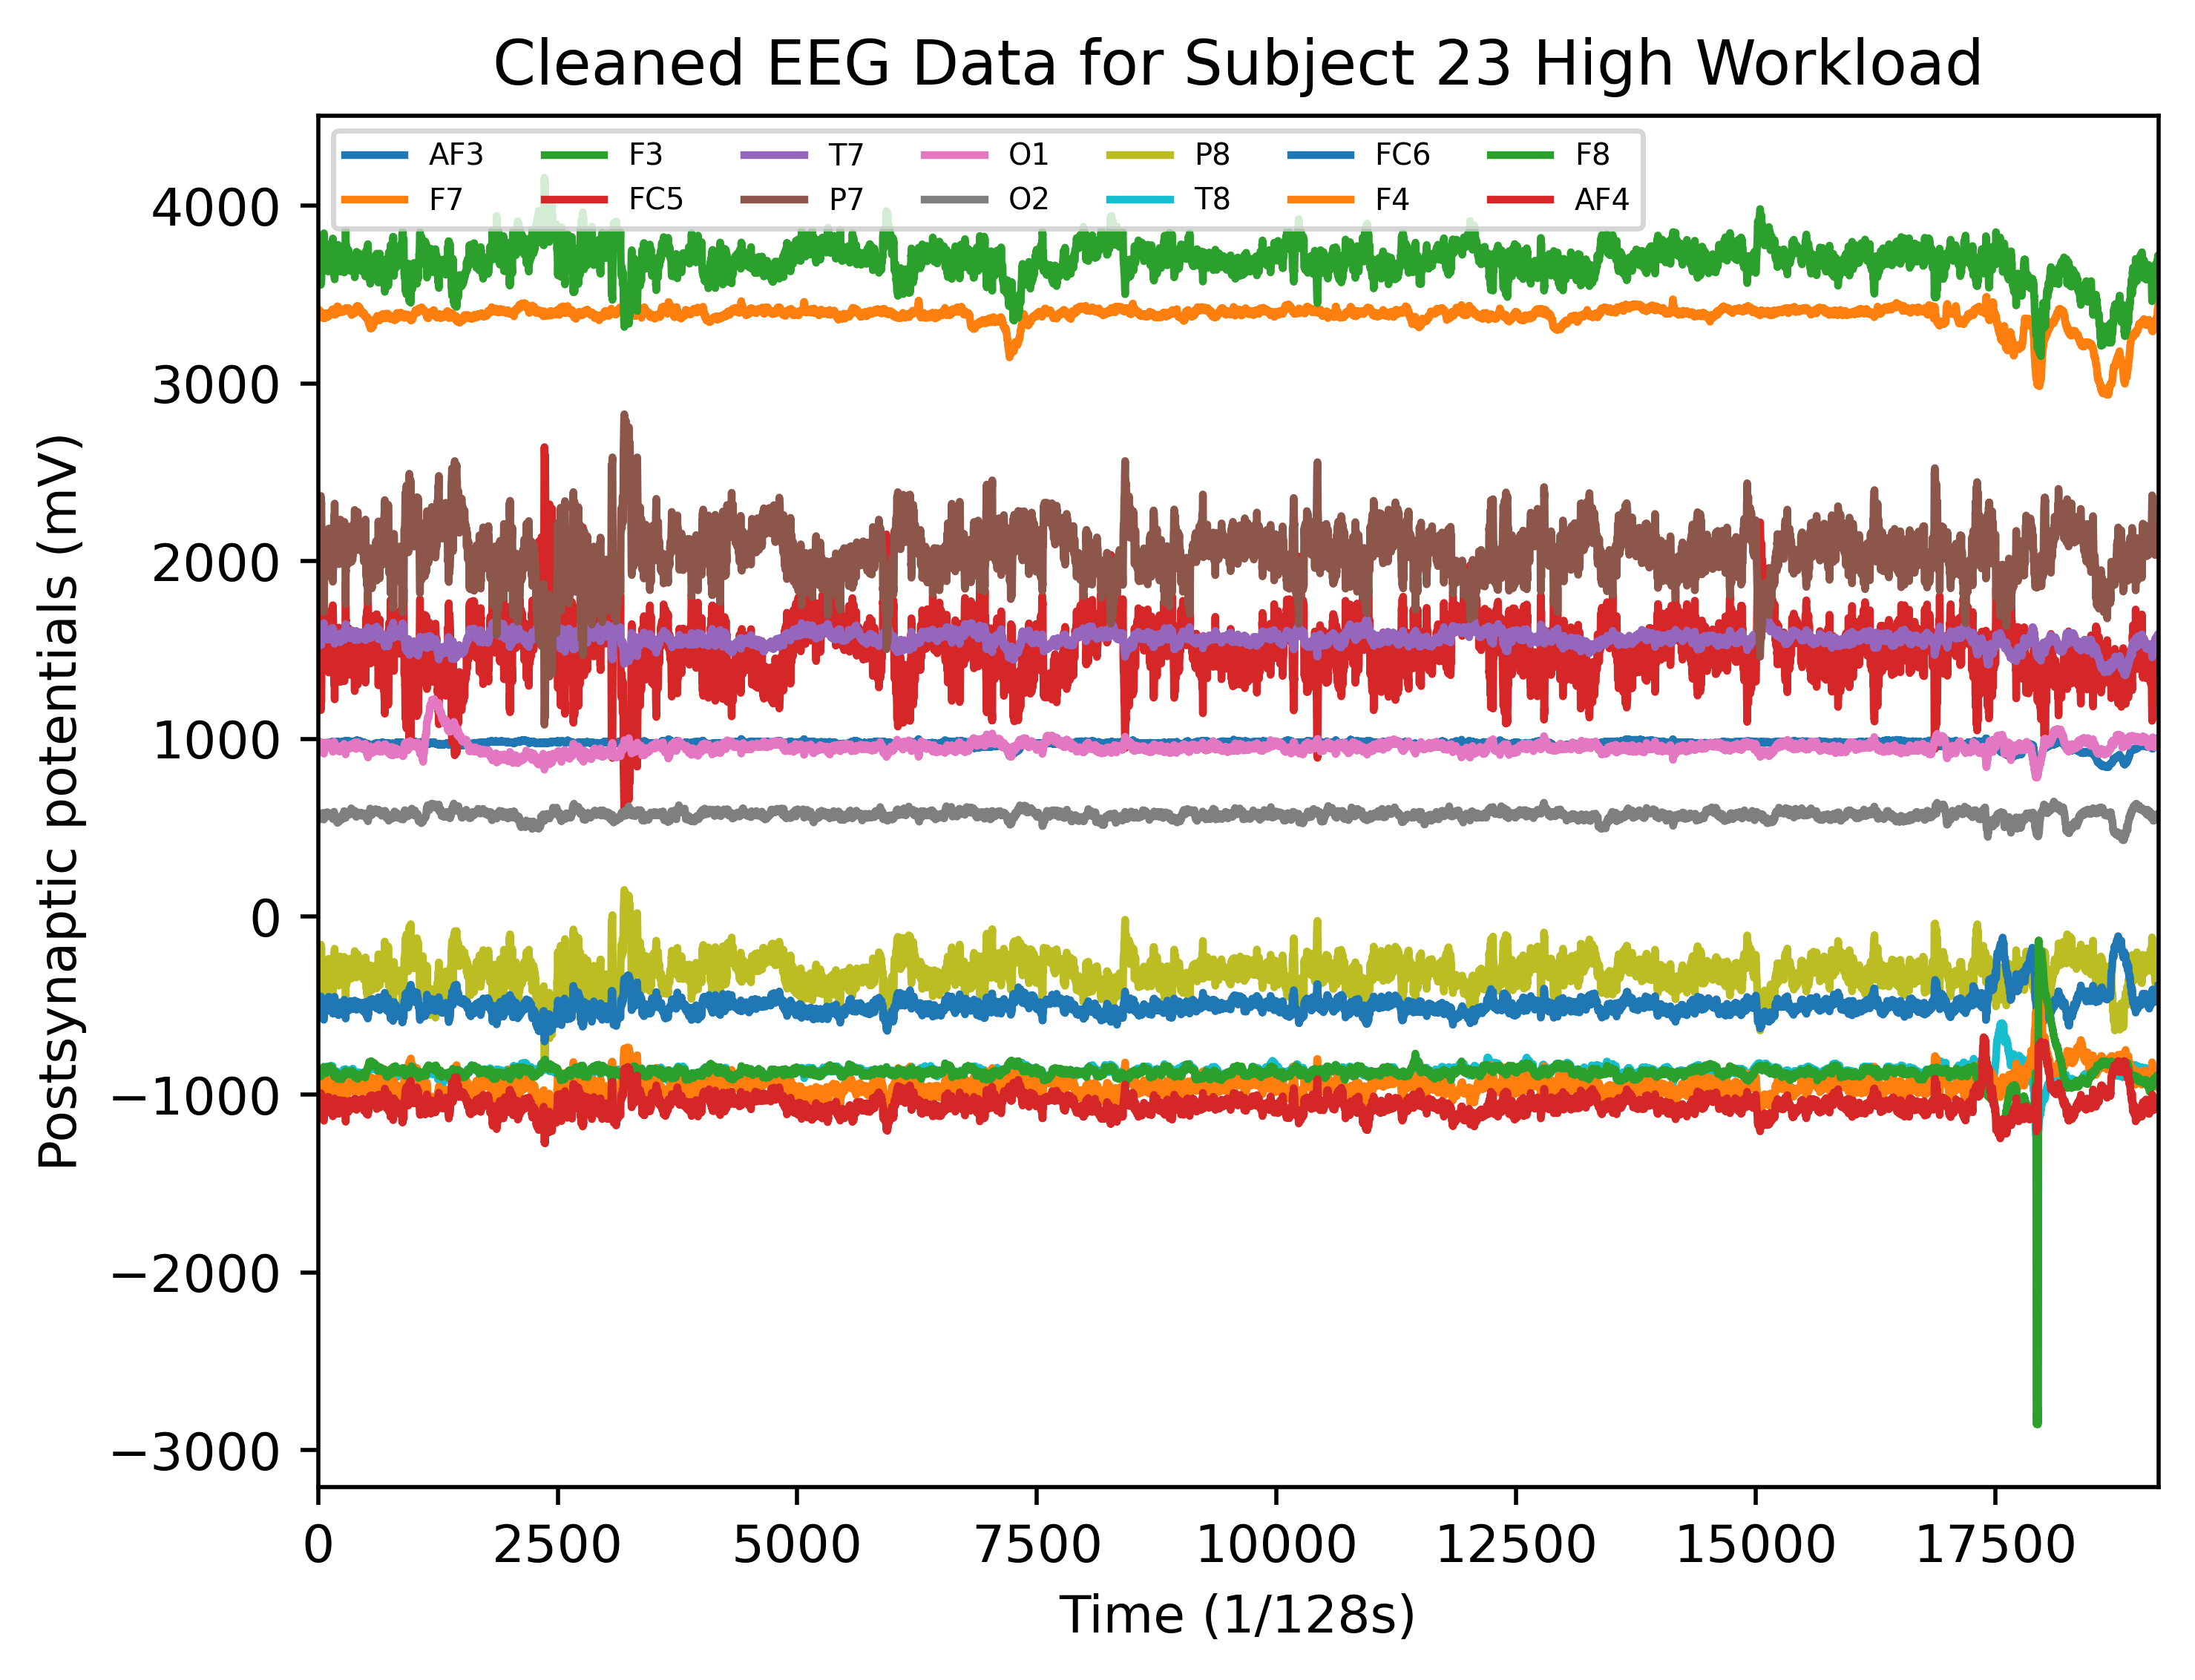 Cleaned EEG Data for Subject 23 High Workload
AF3 F3 T7 O1 P8 FC6 F8
F7 FC5 P7 O2 T8 F4 AF4
4000
3000
2000
1000
0
−1000
−2000
−3000
Postsynaptic potentials (mV)
0 2500 5000 7500 10000 12500 15000 17500
Time (1/128s)